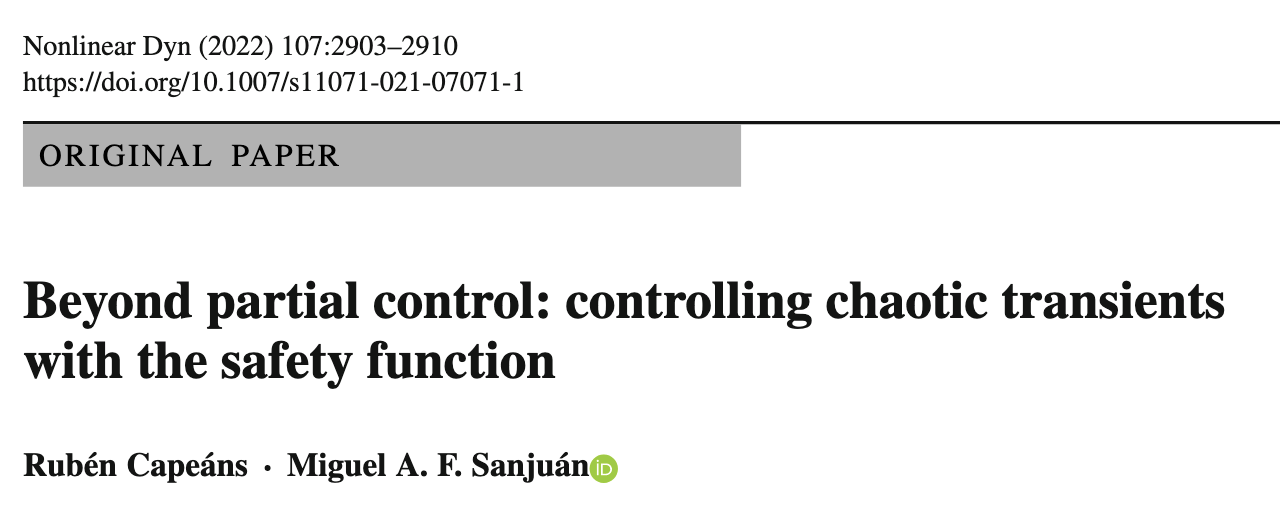 Nonlinear Dyn (2022) 107:2903–2910
https://doi.org/10.1007/s11071-021-07071-1
ORIGINAL PAPER
Beyond partial control: controlling chaotic transients
with the safety function
Rubén Capeáns · Miguel A. F. Sanjuán iD